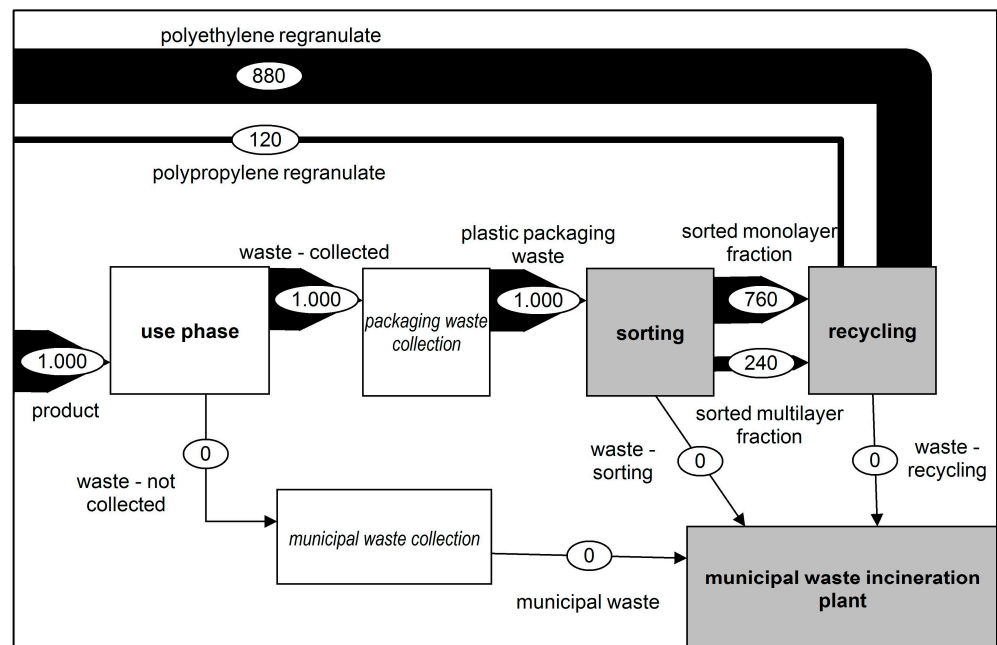 polyethylene regranulate
880
120
polypropylene regranulate
plastic packaging
waste
sorted monolayer
fraction
waste - collected
1.000
1.000
760
use phase
packaging waste
collection
sorting
recycling
1.000
240
product
sorted multilayer
fraction
0
waste - not
collected
waste -
sorting
0
0
waste -
recycling
municipal waste collection
0
municipal waste
municipal waste incineration
plant